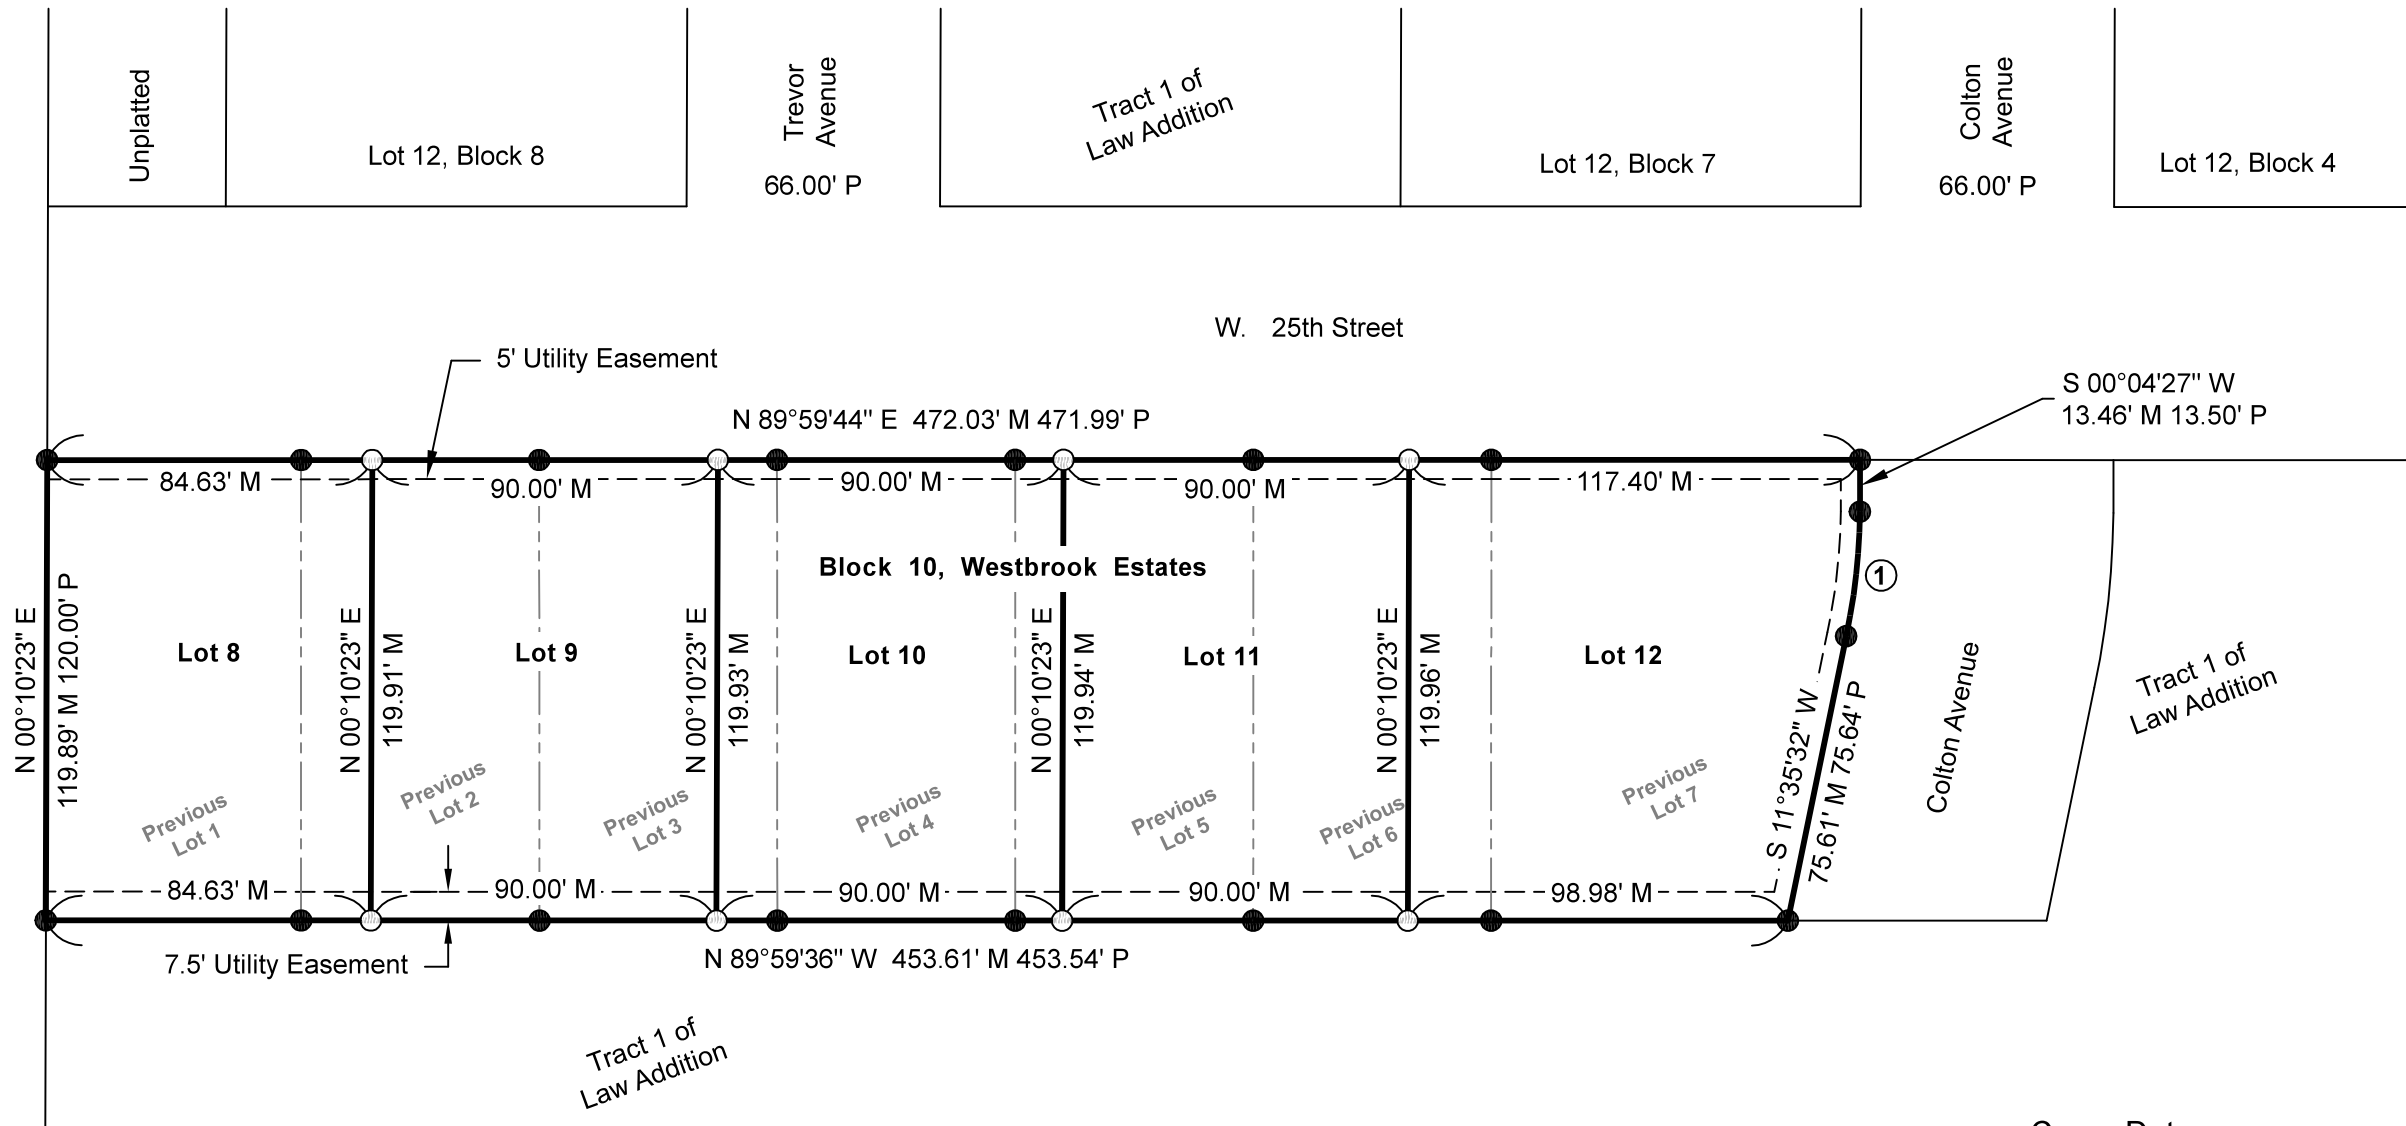 Unplatted
Lot 12, Block 8
Trevor
Avenue
66.00' P
Tract 1 of
Law Addition
Lot 12, Block 7
Colton
Avenue
66.00' P
Lot 12, Block 4
W. 25th Street
5' Utility Easement
S 00°04'27" W
13.46' M 13.50' P
N 89°59'44" E 472.03' M 471.99' P
84.63' M
90.00' M
90.00' M
90.00' M
117.40' M
Block 10, Westbrook Estates
1
N 00°10'23" E
119.89' M 120.00' P
Lot 8
N 00°10'23" E
119.91' M
Lot 9
N 00°10'23" E
119.93' M
Lot 10
N 00°10'23" E
119.94' M
Lot 11
N 00°10'23" E
119.96' M
Lot 12
S 11°35'32" W
75.61' M 75.64' P
Colton Avenue
Tract 1 of
Law Addition
Previous
Lot 1
Previous
Lot 2
Previous
Lot 3
Previous
Lot 4
Previous
Lot 5
Previous
Lot 6
Previous
Lot 7
84.63' M
90.00' M
90.00' M
90.00' M
98.98' M
7.5' Utility Easement
N 89°59'36" W 453.61' M 453.54' P
Tract 1 of
Law Addition